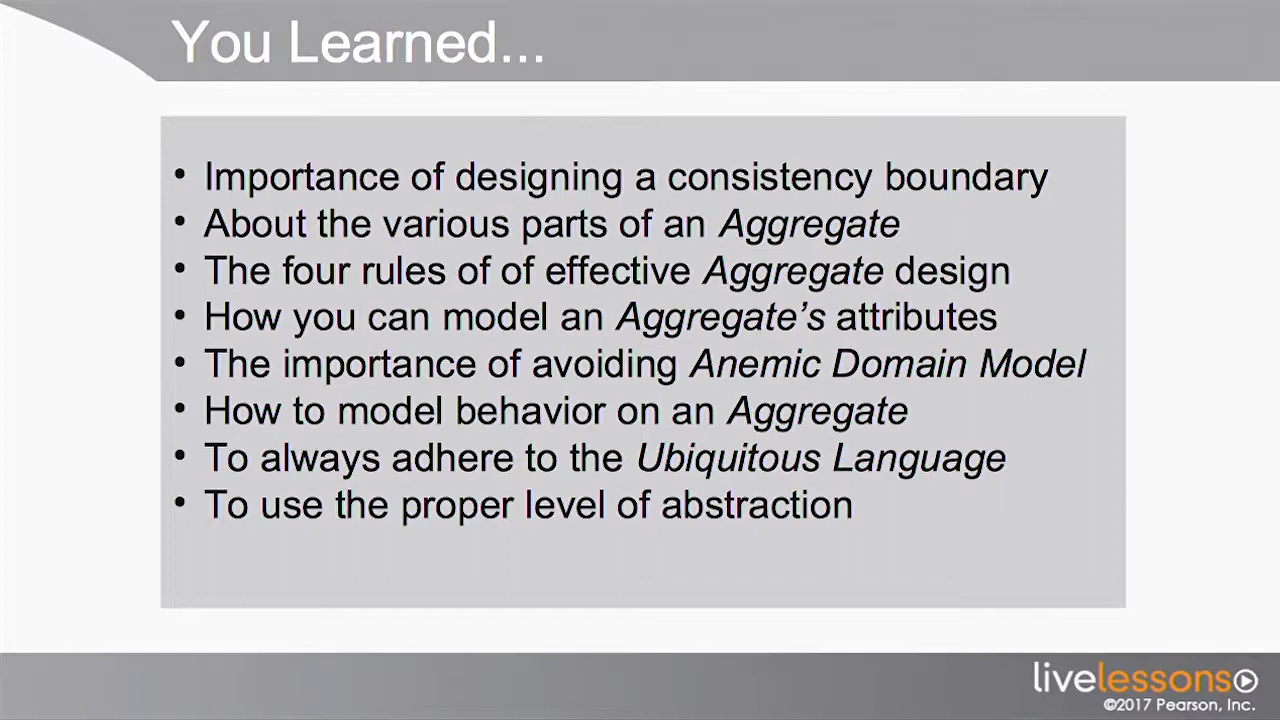 You Learned...
• Importance of designing a consistency boundary
• About the various parts of an Aggregate
• The four rules of of effective Aggregate design
• How you can model an Aggregate’s attributes
• The importance of avoiding Anemic Domain Model
• How to model behavior on an Aggregate
• To always adhere to the Ubiquitous Language
• To use the proper level of abstraction
livelessons
©2017 Pearson, Inc.